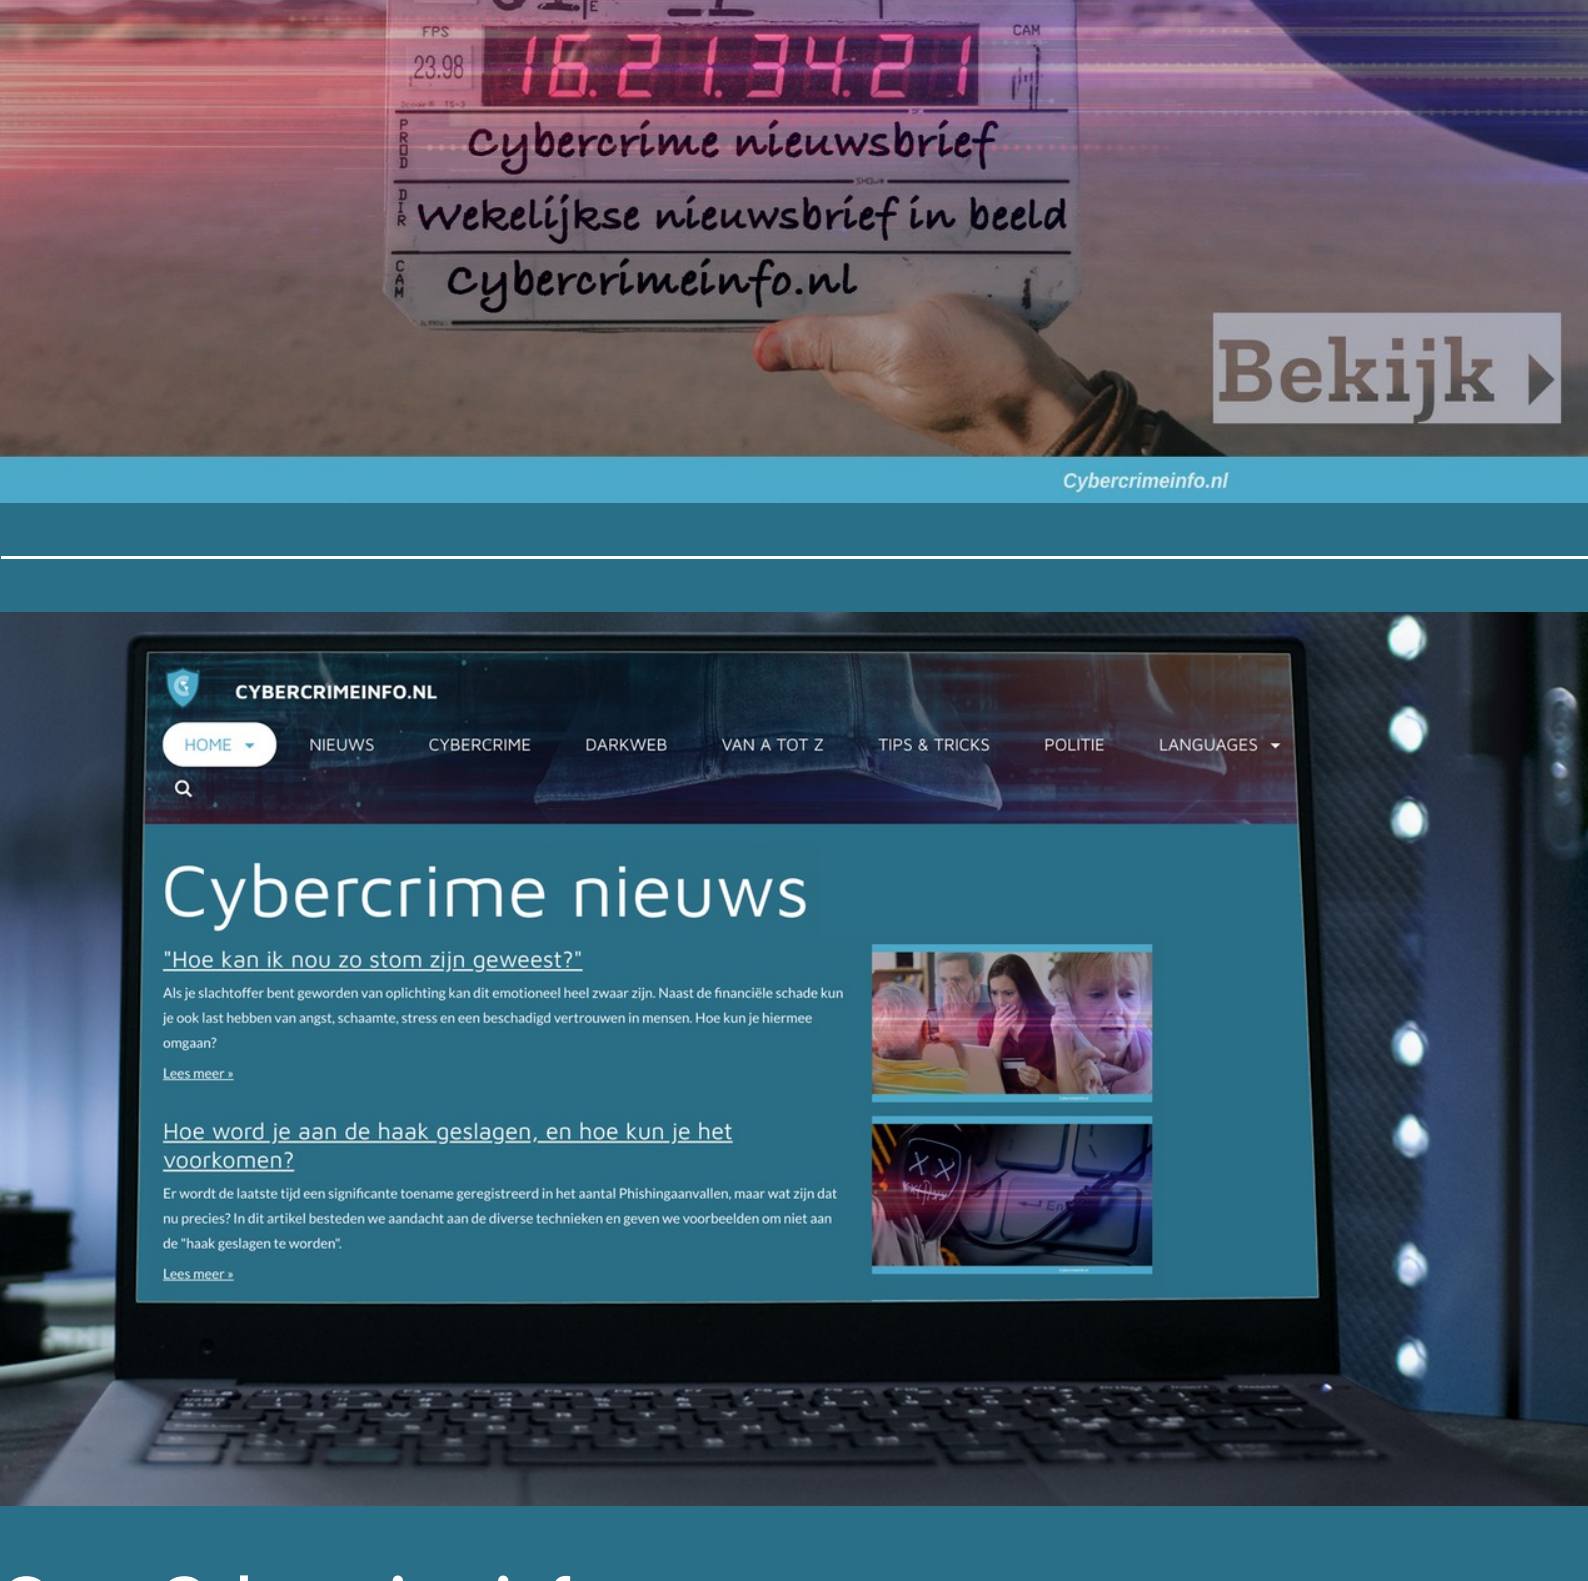 FPS
CAM
23.98
16.21.34.21
PROD
Cybercrime nieuwsbrief
DIR
Wekelijkse nieuwsbrief in beeld
CAM
Cybercrimeinfo.nl
Bekijk
Cybercrimeinfo.nl
CYBERCRIMEINFO.NL
HOME NIEUWS CYBERCRIME DARKWEB VAN A TOT Z TIPS & TRICKS POLITIE LANGUAGES
Cybercrime nieuws
"Hoe kan ik nou zo stom zijn geweest?"
Als je slachtoffer bent geworden van oplichting kan dit emotioneel heel zwaar zijn. Naast de financiële schade kun
je ook last hebben van angst, schaamte, stress en een beschadigd vertrouwen in mensen. Hoe kun je hiermee
omgaan?
Lees meer »
Hoe word je aan de haak geslagen, en hoe kun je het
voorkomen?
Er wordt de laatste tijd een significante toename geregistreerd in het aantal Phishingaanvallen, maar wat zijn dat
nu precies? In dit artikel besteden we aandacht aan de diverse technieken en geven we voorbeelden om niet aan
de "haak geslagen te worden".
Lees meer »